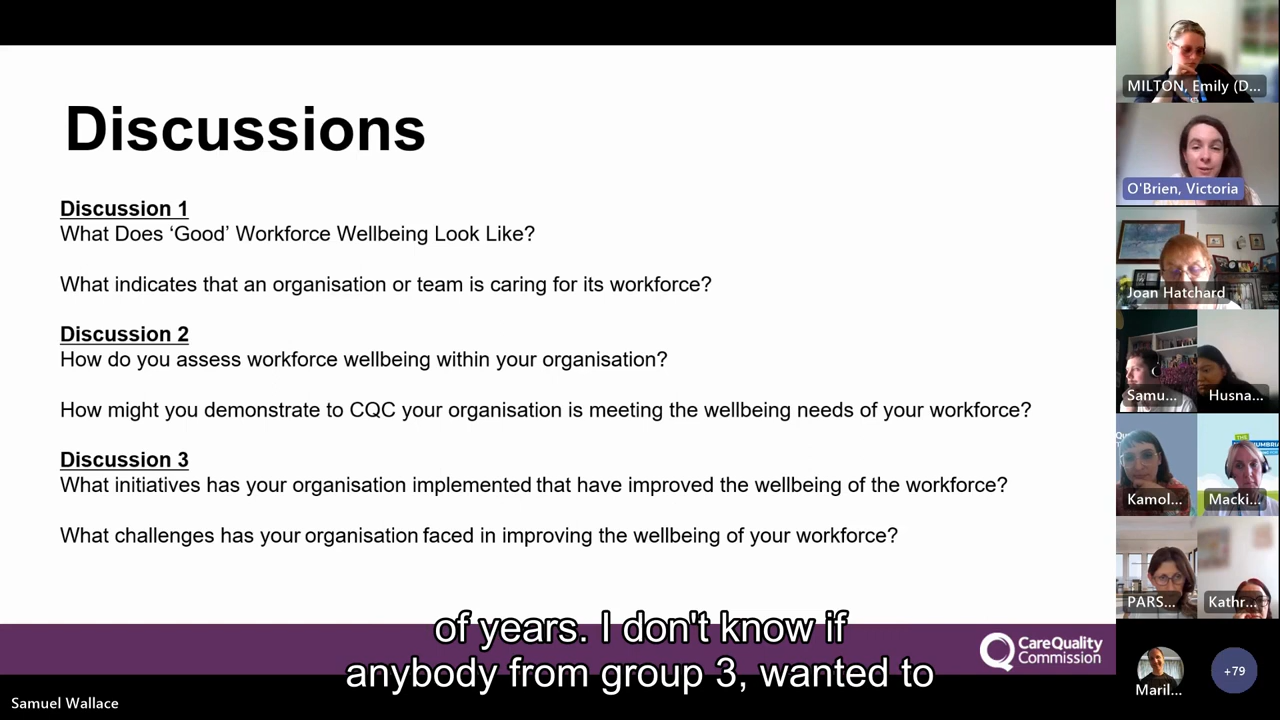 Discussions
Discussion 1
What Does ‘Good’ Workforce Wellbeing Look Like?
What indicates that an organisation or team is caring for its workforce?
Discussion 2
How do you assess workforce wellbeing within your organisation?
How might you demonstrate to CQC your organisation is meeting the wellbeing needs of your workforce?
Discussion 3
What initiatives has your organisation implemented that have improved the wellbeing of the workforce?
What challenges has your organisation faced in improving the wellbeing of your workforce?
of years. I don't know if
anybody from group 3, wanted to
CareQuality
Commission
Samuel Wallace
MILTON, Emily (D...
O'Brien, Victoria
Joan Hatchard
Samu...
Husna...
Kamol...
THE
Macki...
PARS...
Kathr...
Maril...
+79